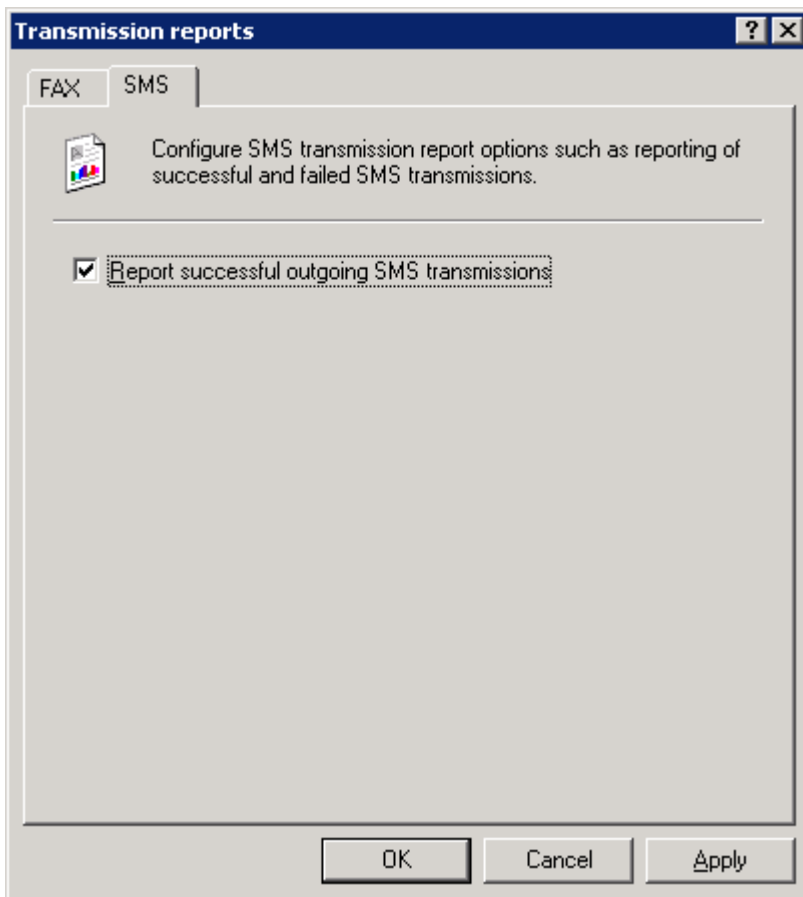 Transmission reports
FAX
SMS
Configure SMS transmission report options such as reporting of
successful and failed SMS transmissions.
Report successful outgoing SMS transmissions
OK
Cancel
Apply